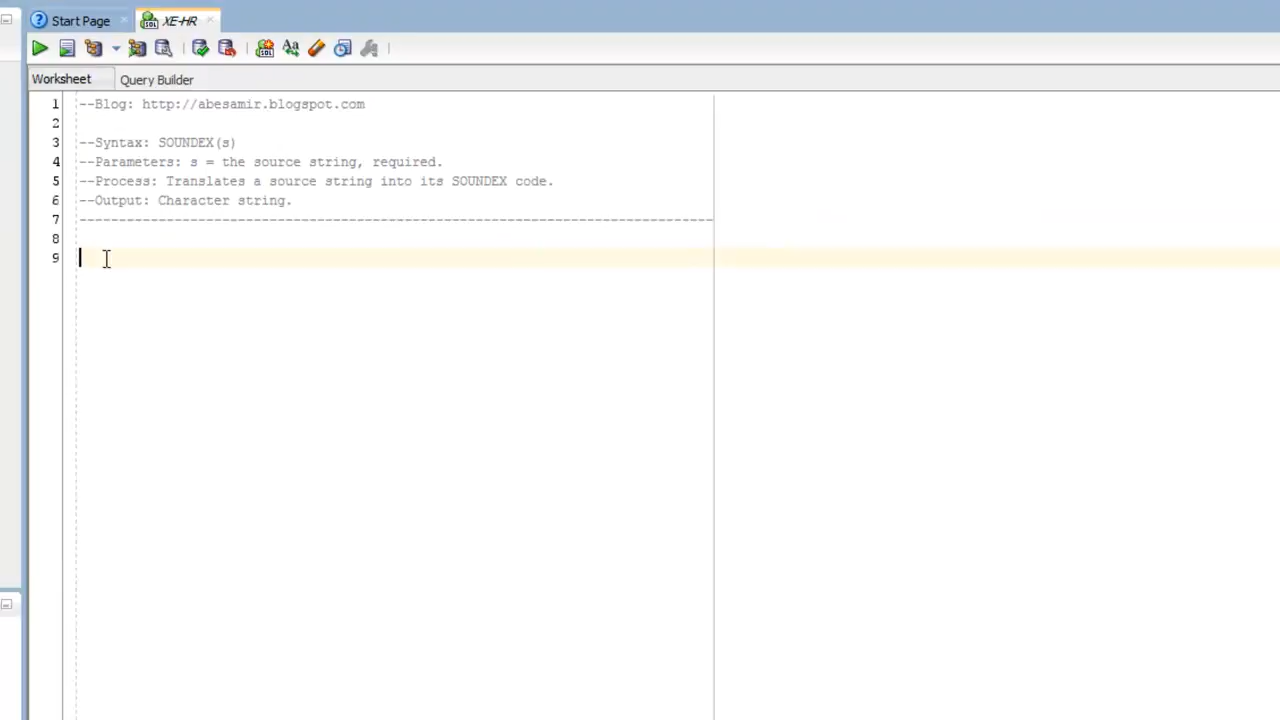 Start Page XE-HR
Worksheet Query Builder
1 --Blog: http://abesamir.blogspot.com
2
3 --Syntax: SOUNDEX(s)
4 --Parameters: s = the source string, required.
5 --Process: Translates a source string into its SOUNDEX code.
6 --Output: Character string.
7 --------------------------------------------------------------------------------
8
9